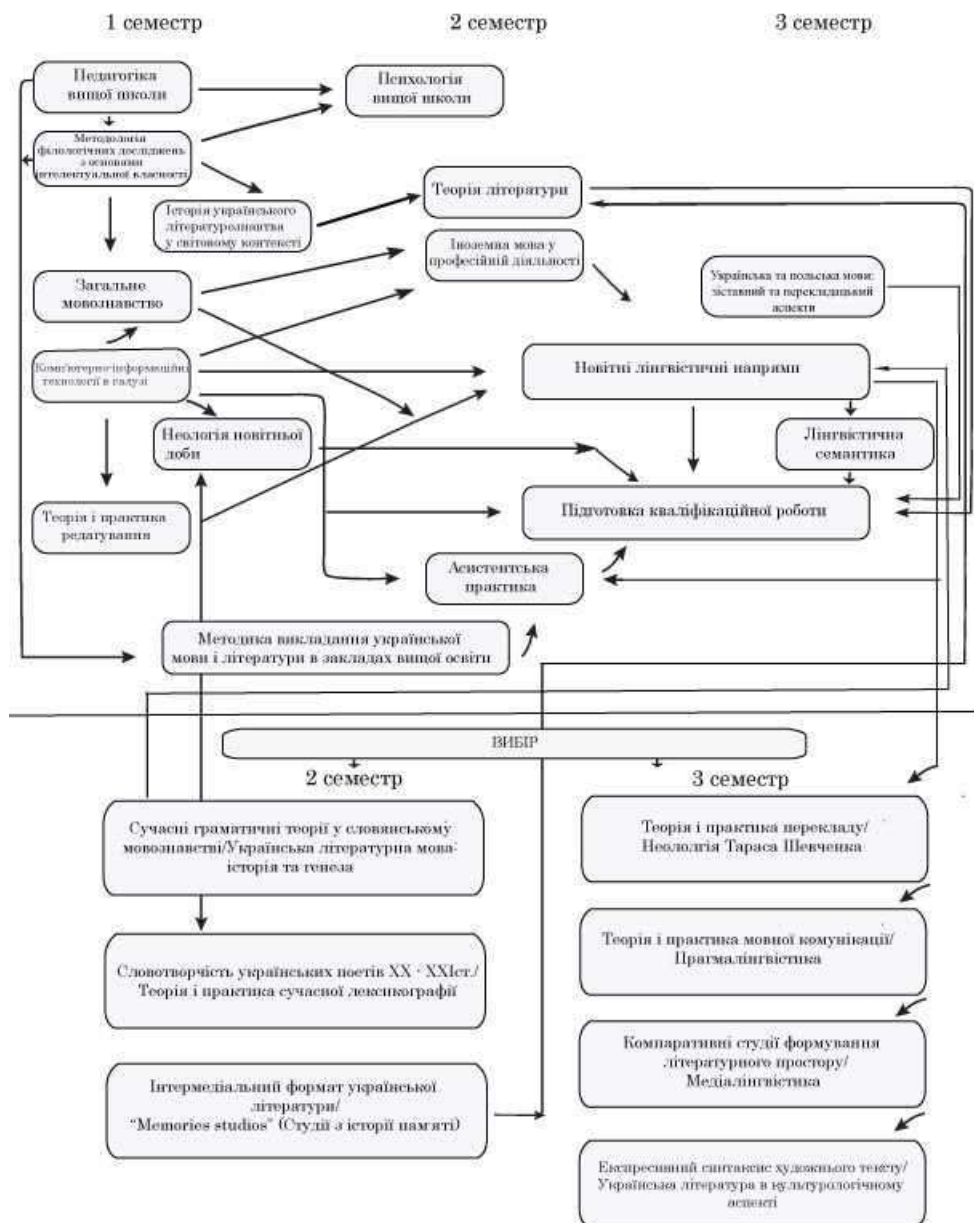 1 семестр
2 семестр
3 семестр
Педагогіка
вищої школи
Психологія
вищої школи
Методологія
філологічних досліджень
з основами
інтелектуальної власності
Теорія літератури
Історія українського
літературознавства
у світовому контексті
Іноземна мова у
професійній діяльності
Українська та польська мови:
зіставний та перекладацький
аспекти
Загальне
мовознавство
Комп'ютерно-інформаційні
технології в галузі
Новітні лінгвістичні напрями
Неологія новітньої
доби
Лінгвістична
семантика
Теорія і практика
редагування
Підготовка кваліфікаційної роботи
Асистентська
практика
Методика викладання української
мови і літератури в закладах вищої освіти
ВИБІР
2 семестр
3 семестр
Сучасні граматичні теорії у словянському
мовознавстві/Українська літературна мова:
історія та генеза
Теорія і практика перекладу/
Неологія Тараса Шевченка
Словотворчість українських поетів ХХ - ХХІст./
Теорія і практика сучасної лексикографії
Теорія і практика мовної комунікації/
Прагмалінгвістика
Компаративні студії формування
літературного простору/
Медіалінгвістика
Інтермедіальний формат української
літератури/
“Memories studios” (Студії з історії пам'яті)
Експресивний синтаксис художнього тексту/
Українська література в культурологічному
аспекті